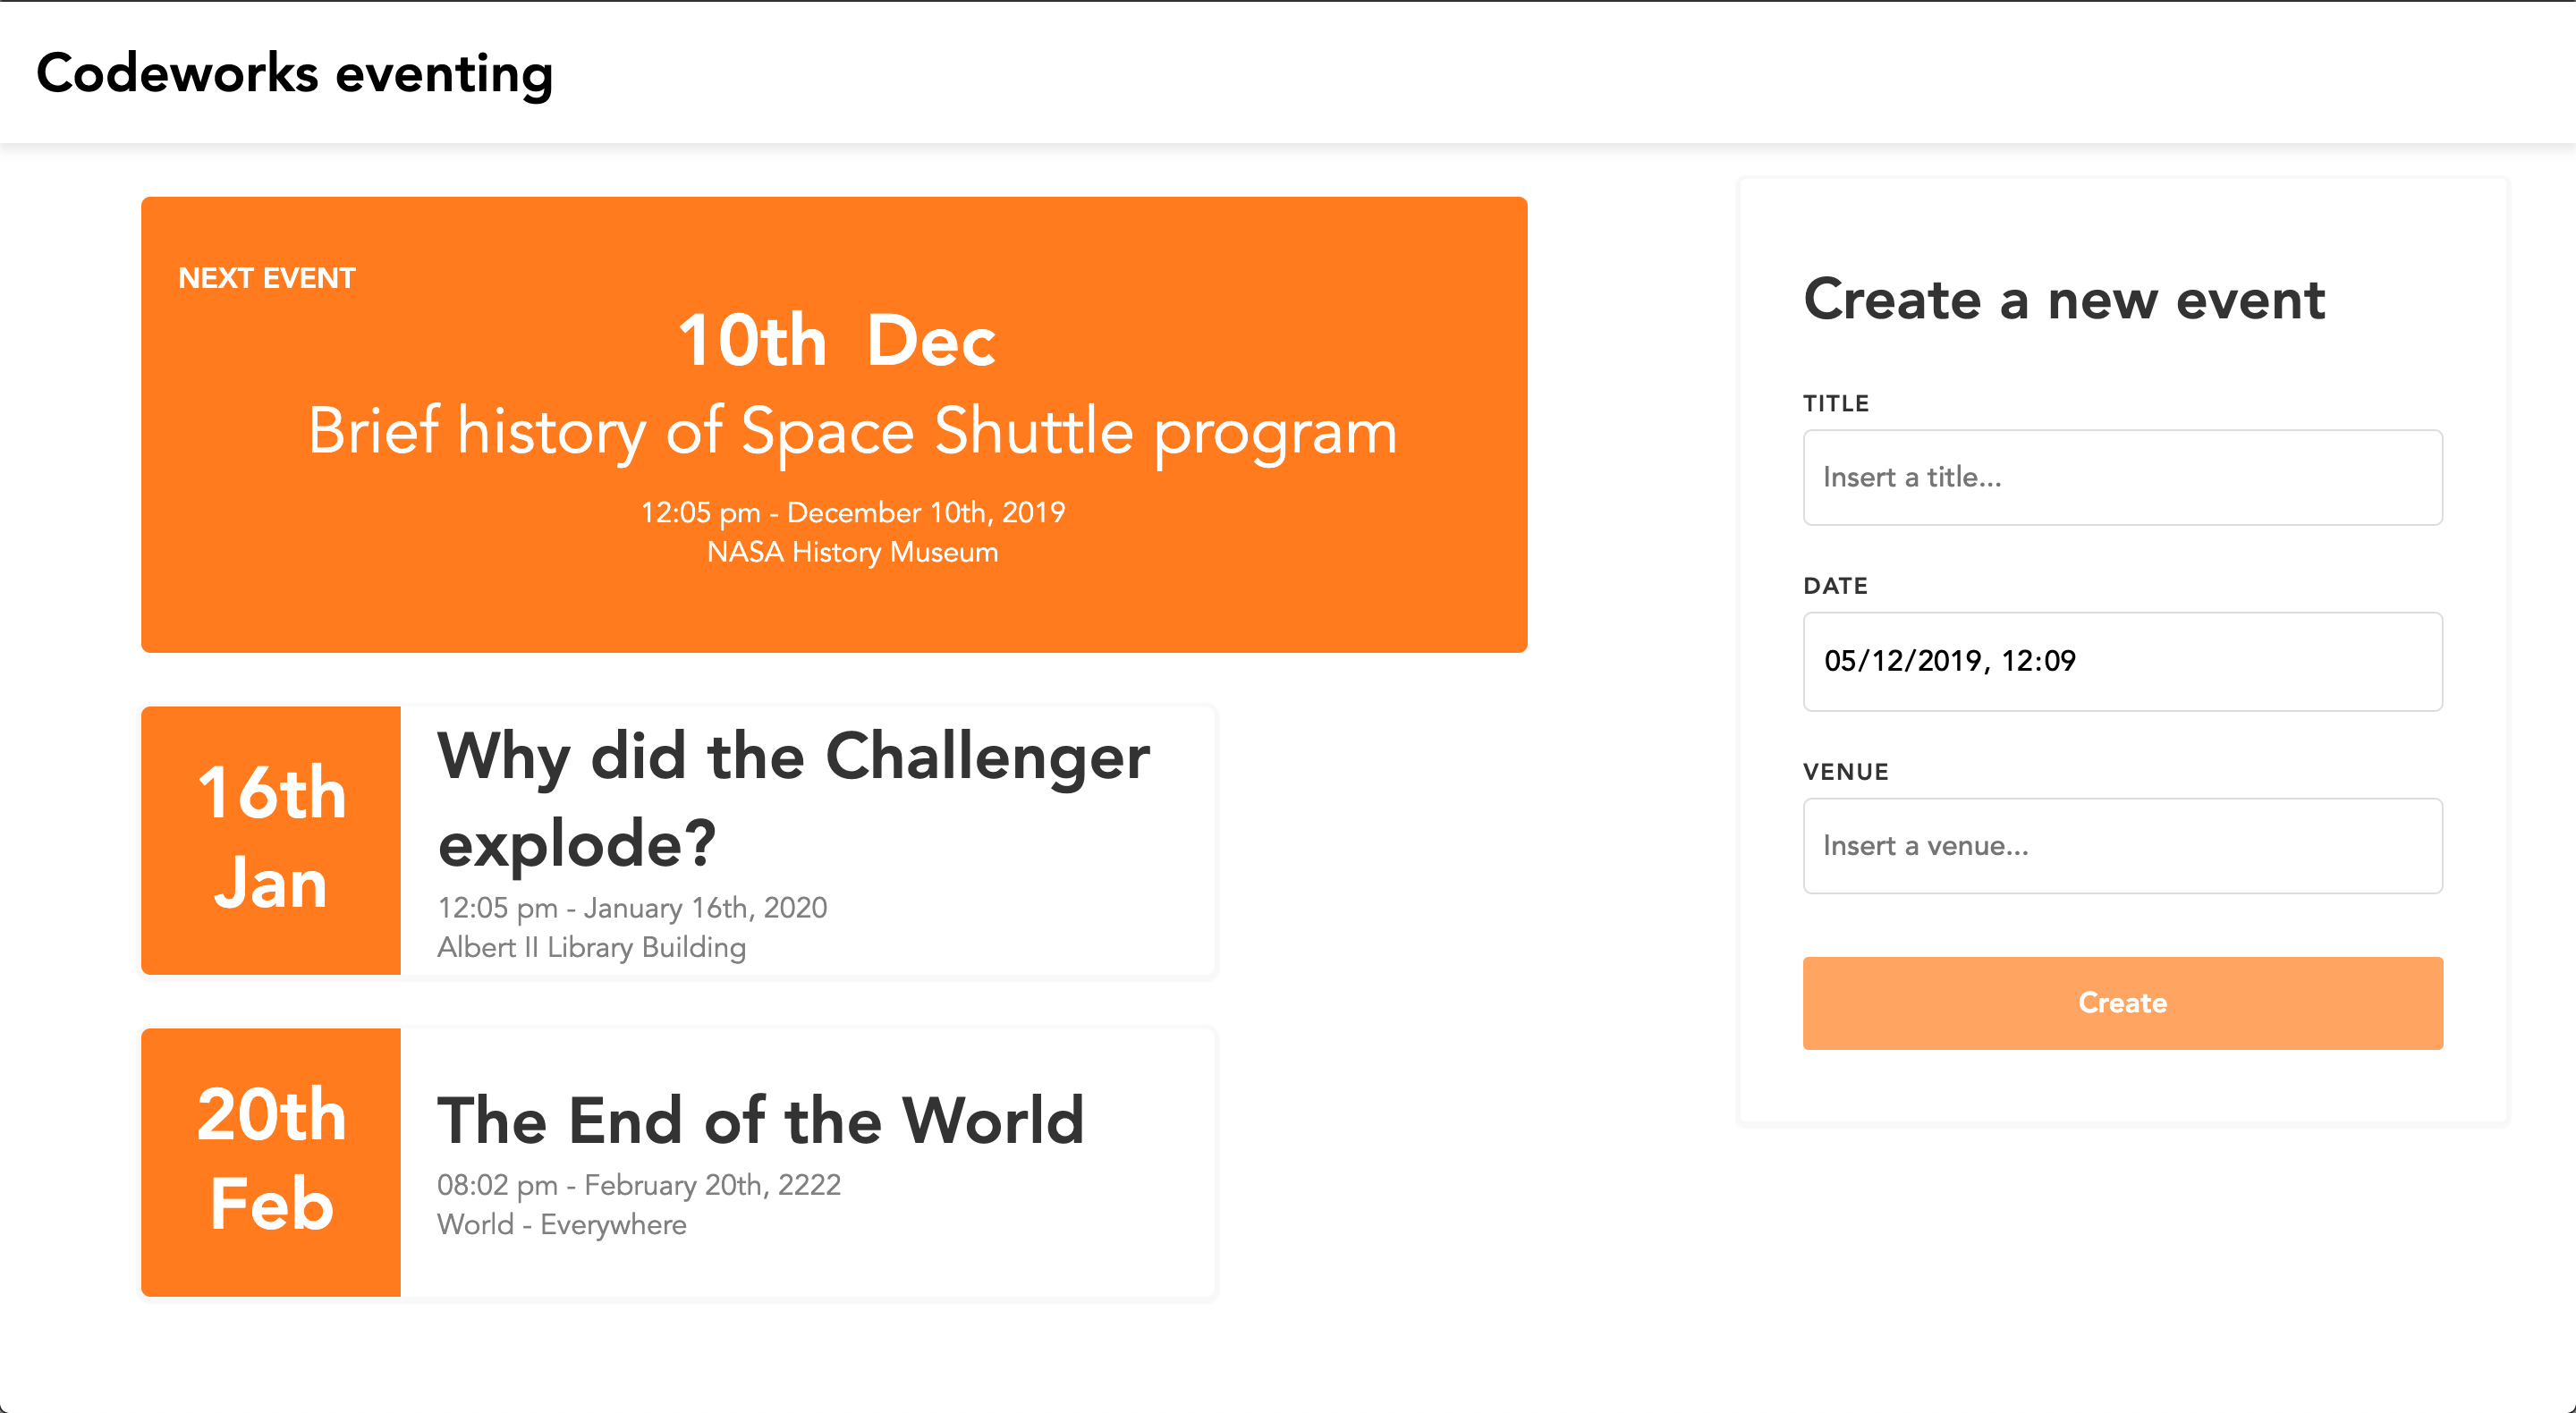 Codeworks eventing
NEXT EVENT
10th Dec
Brief history of Space Shuttle program
12:05 pm - December 10th, 2019
NASA History Museum
16th
Jan
Why did the Challenger
explode?
12:05 pm - January 16th, 2020
Albert II Library Building
20th
Feb
The End of the World
08:02 pm - February 20th, 2222
World - Everywhere
Create a new event
TITLE
Insert a title...
DATE
05/12/2019, 12:09
VENUE
Insert a venue...
Create